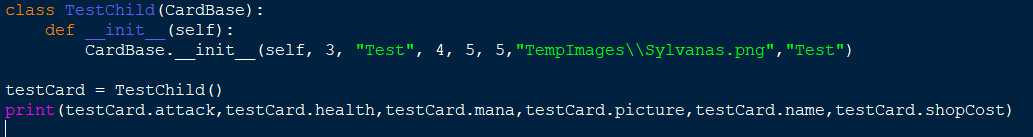 class TestChild(CardBase):
    def __init__(self):
        CardBase.__init__(self, 3, "Test", 4, 5, 5,"TempImages\\Sylvanas.png","Test")

testCard = TestChild()
print(testCard.attack,testCard.health,testCard.mana,testCard.picture,testCard.name,testCard.shopCost)